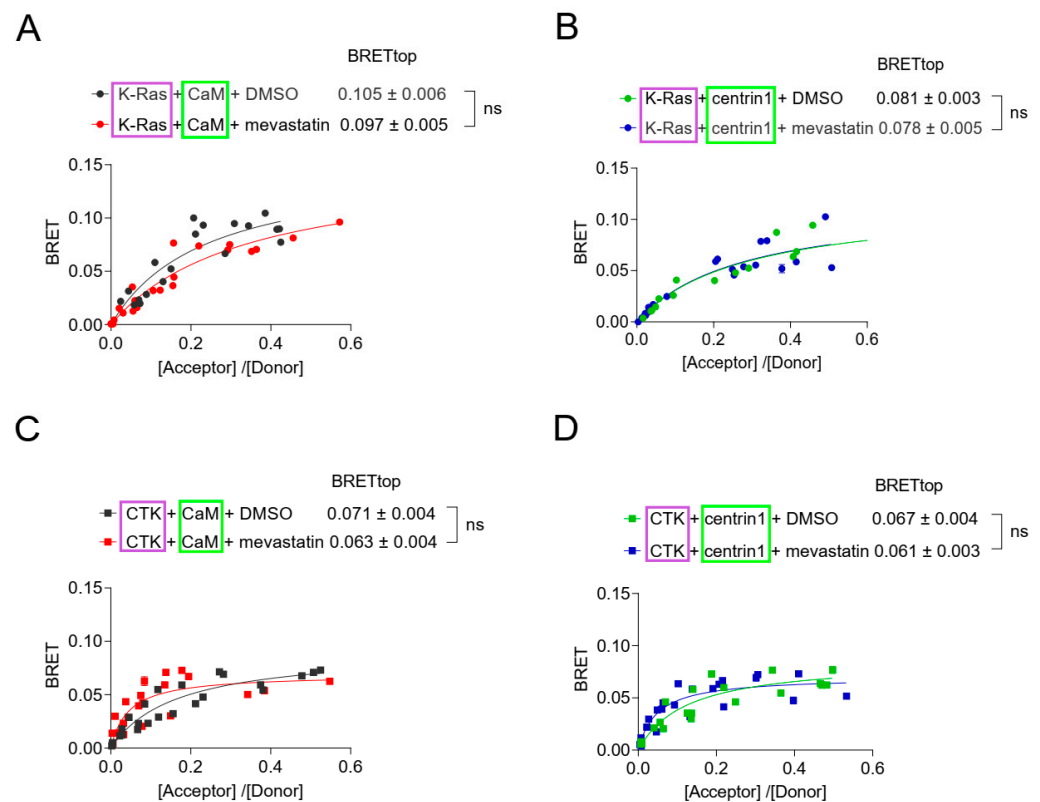 A
BRETtop
K-Ras + CaM + DMSO 0.105 ± 0.006
K-Ras + CaM + mevastatin 0.097 ± 0.005
ns
0.15
0.10
0.05
0.00
BRET
0.0 0.2 0.4 0.6
[Acceptor] /[Donor]
B
BRETtop
K-Ras + centrin1 + DMSO 0.081 ± 0.003
K-Ras + centrin1 + mevastatin 0.078 ± 0.005
ns
0.15
0.10
0.05
0.00
BRET
0.0 0.2 0.4 0.6
[Acceptor] /[Donor]
C
BRETtop
CTK + CaM + DMSO 0.071 ± 0.004
CTK + CaM + mevastatin 0.063 ± 0.004
ns
0.15
0.10
0.05
0.00
BRET
0.0 0.2 0.4 0.6
[Acceptor] /[Donor]
D
BRETtop
CTK + centrin1 + DMSO 0.067 ± 0.004
CTK + centrin1 + mevastatin 0.061 ± 0.003
ns
0.15
0.10
0.05
0.00
BRET
0.0 0.2 0.4 0.6
[Acceptor] /[Donor]